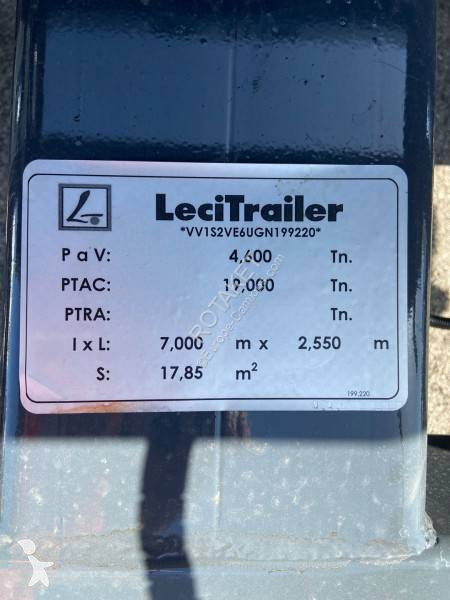 LeciTrailer
*VV1S2VE6UGN199220*
P a V: 4,600 Tn.
PTAC: 19,000 Tn.
PTRA: Tn.
l x L: 7,000 m x 2,550 m
S: 17,85 m²
199.220